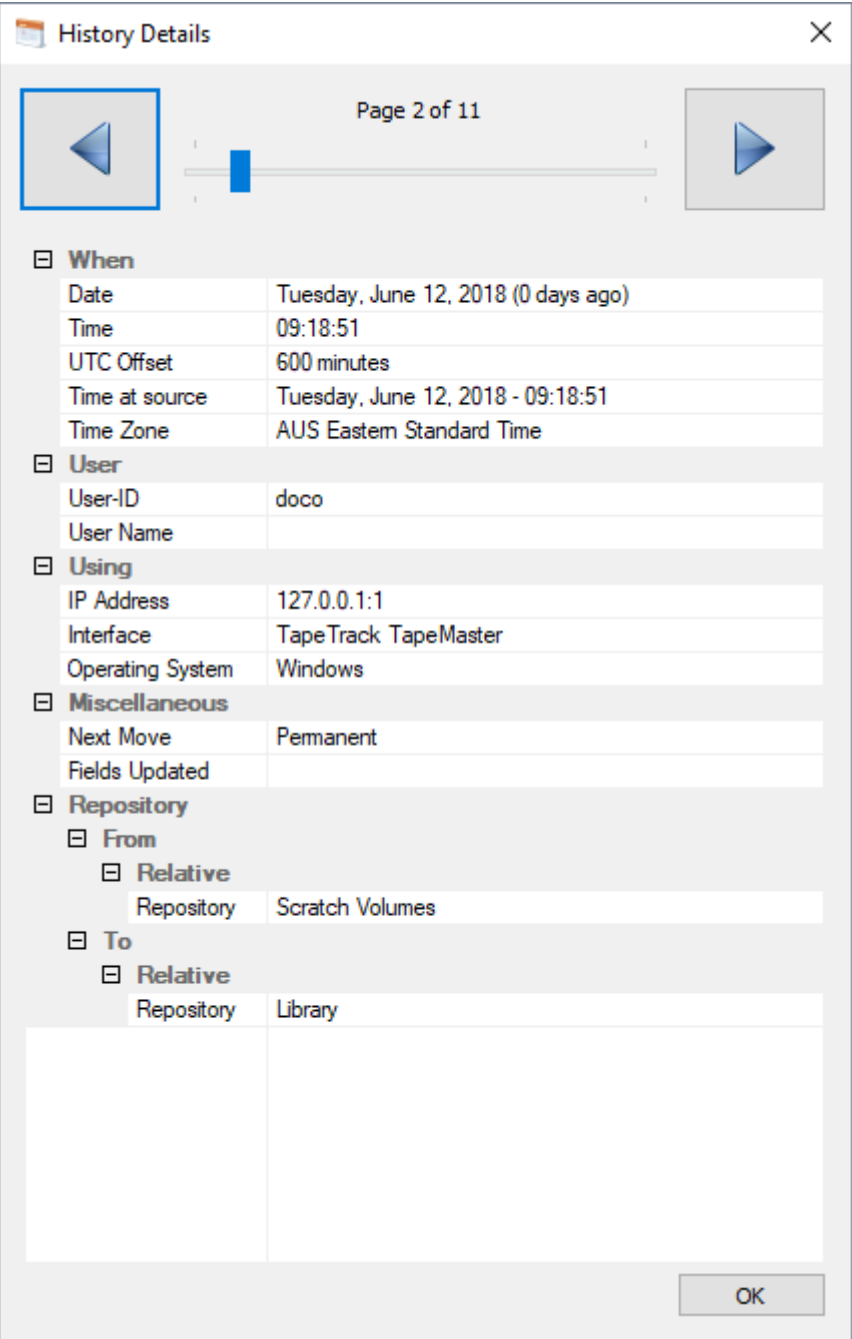 History Details
Page 2 of 11
When
Date Tuesday, June 12, 2018 (0 days ago)
Time 09:18:51
UTC Offset 600 minutes
Time at source Tuesday, June 12, 2018 - 09:18:51
Time Zone AUS Eastern Standard Time
User
User-ID doco
User Name
Using
IP Address 127.0.0.1:1
Interface TapeTrack TapeMaster
Operating System Windows
Miscellaneous
Next Move Permanent
Fields Updated
Repository
From
Relative
Repository Scratch Volumes
To
Relative
Repository Library
OK